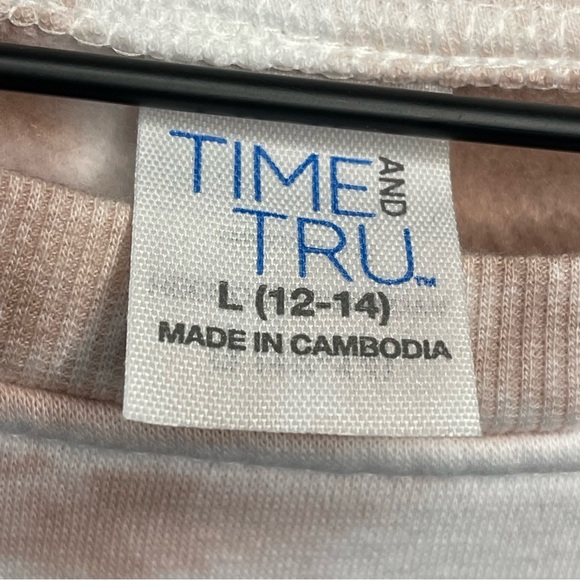 TIME AND
TRU™
L (12-14)
MADE IN CAMBODIA